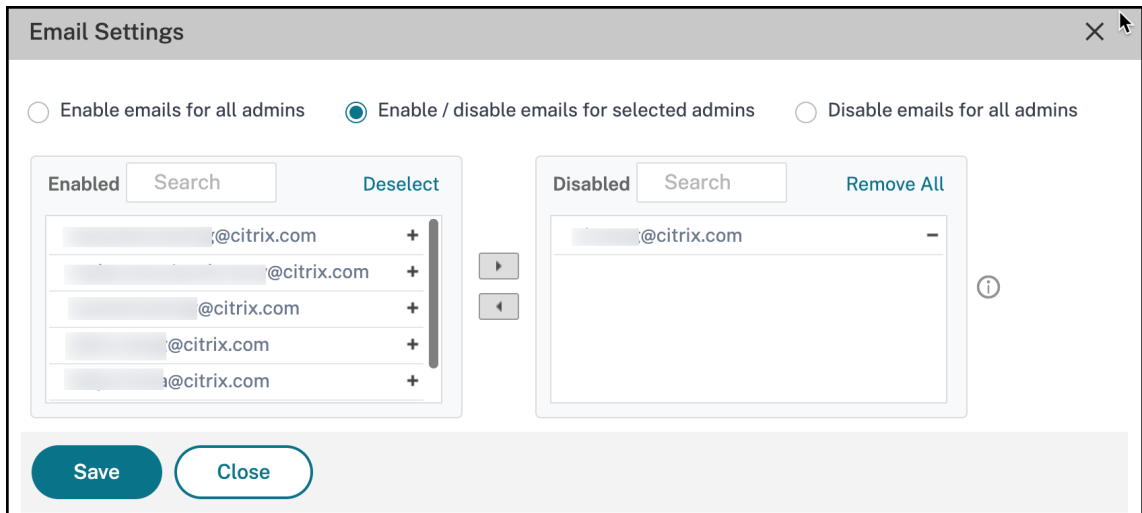 Email Settings
Enable emails for all admins
Enable / disable emails for selected admins
Disable emails for all admins
Enabled
Search
Deselect
@citrix.com
@citrix.com
@citrix.com
@citrix.com
@citrix.com
Disabled
Search
Remove All
@citrix.com
Save
Close